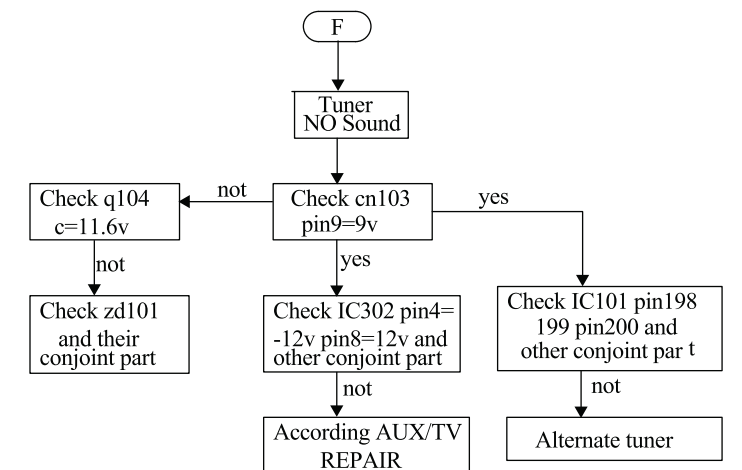 F
Tuner
NO Sound
not
yes
Check q104
c=11.6v
Check cn103
pin9=9v
not
yes
Check zd101
and their
conjoint part
Check IC302 pin4=
-12v pin8=12v and
other conjoint part
Check IC101 pin198
199 pin200 and
other conjoint par t
not
not
According AUX/TV
REPAIR
Alternate tuner